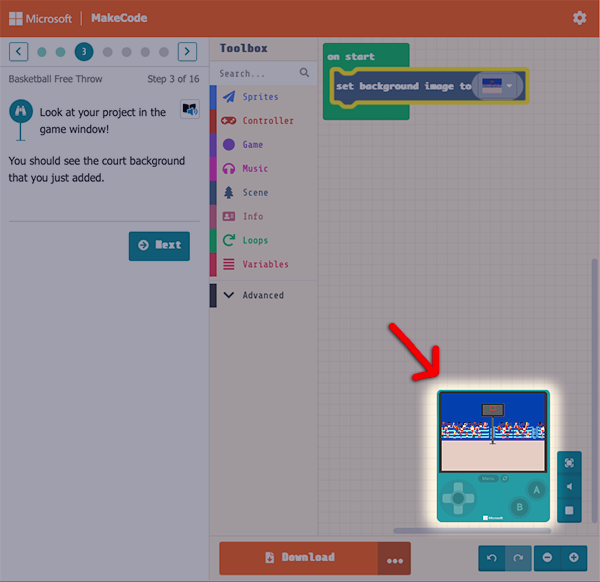 Microsoft | MakeCode
3
Basketball Free Throw Step 3 of 16
Look at your project in the
game window!
You should see the court background
that you just added.
Next
Toolbox
Search...
Sprites
Controller
Game
Music
Scene
Info
Loops
Variables
Advanced
on start
set background image to
Menu
A
B
Microsoft
Download